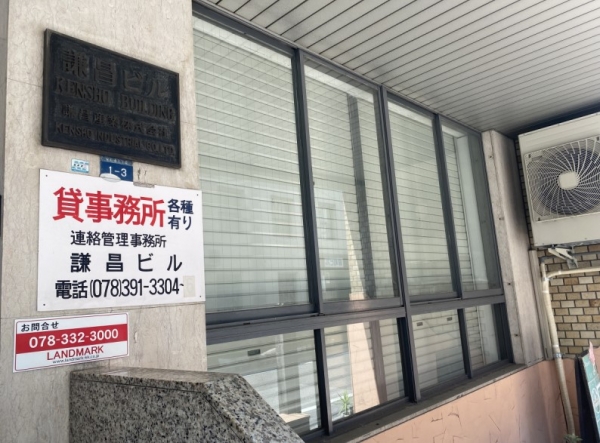 謙昌ビル
KENSHO BUILDING
1-3
貸事務所 各種有り
連絡管理事務所
謙昌ビル
電話(078)391-3304~
お問合せ
078-332-3000
LANDMARK